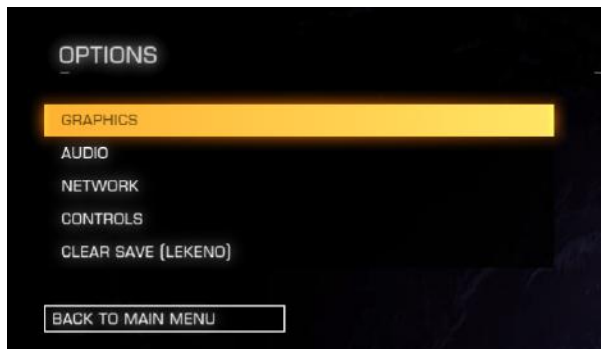 OPTIONS
GRAPHICS
AUDIO
NETWORK
CONTROLS
CLEAR SAVE (LEKENO)
BACK TO MAIN MENU